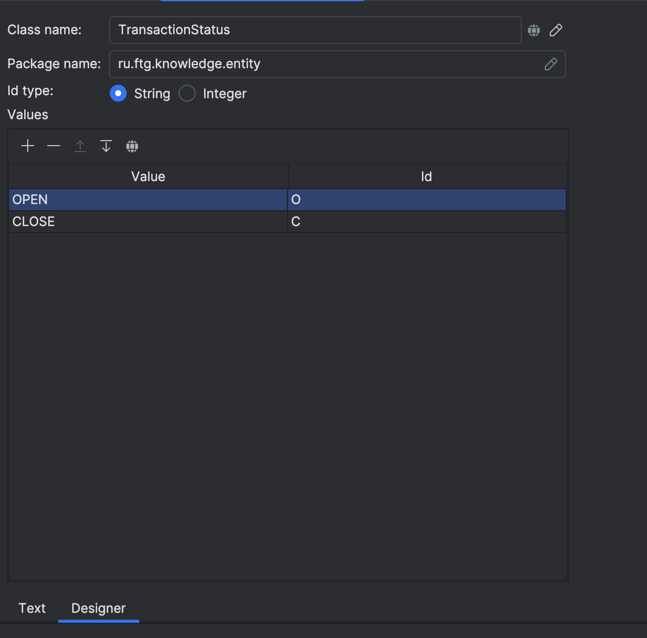 Class name: TransactionStatus
Package name: ru.ftg.knowledge.entity
Id type: String Integer
Values
Value Id
OPEN O
CLOSE C
Text Designer